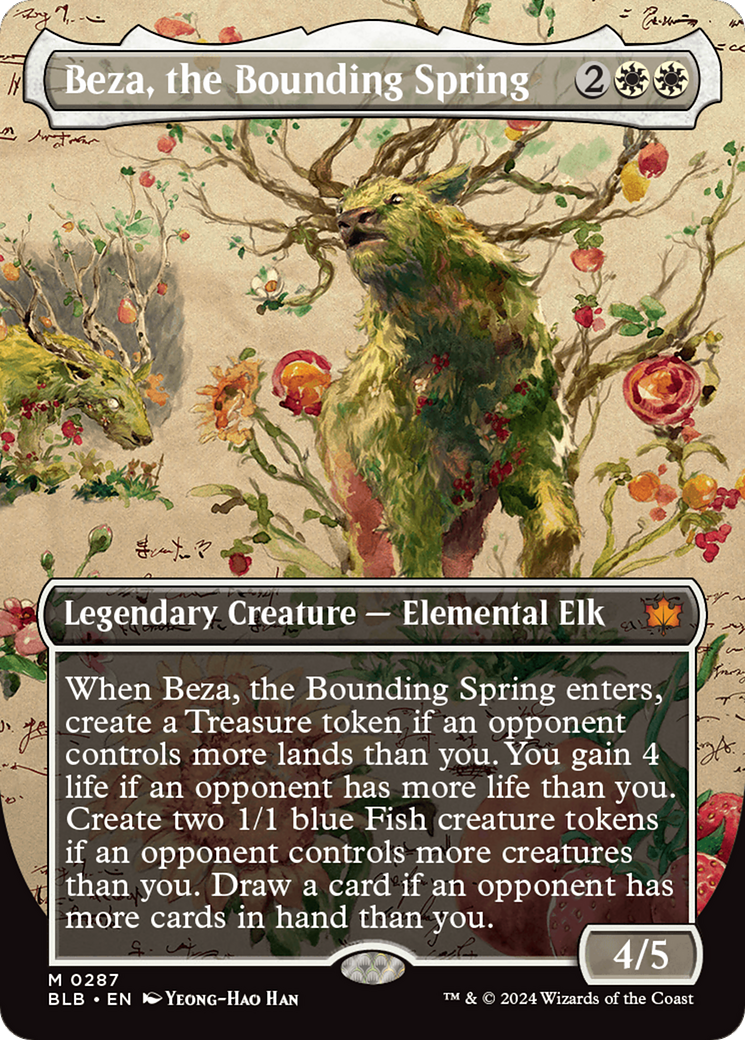 Beza, the Bounding Spring 2
Legendary Creature — Elemental Elk
When Beza, the Bounding Spring enters,
create a Treasure token if an opponent
controls more lands than you. You gain 4
life if an opponent has more life than you.
Create two 1/1 blue Fish creature tokens
if an opponent controls more creatures
than you. Draw a card if an opponent has
more cards in hand than you.
4/5
M 0287
BLB • EN Yeong-Hao Han
™ & © 2024 Wizards of the Coast